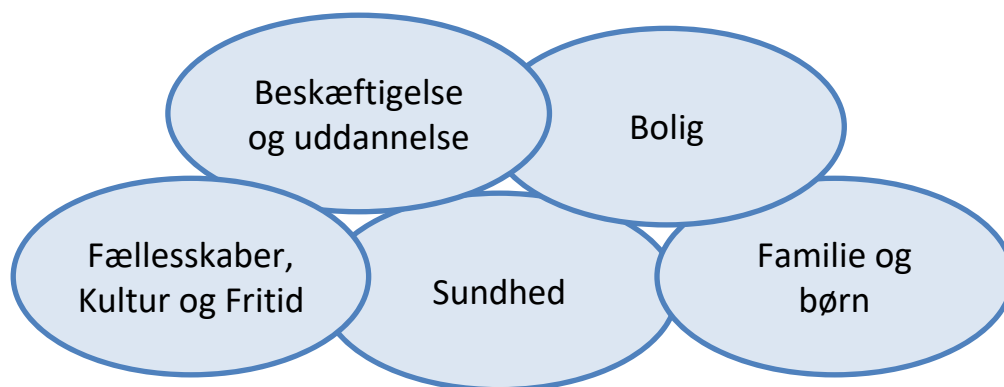 Beskæftigelse
og uddannelse
Bolig
Fællesskaber,
Kultur og Fritid
Sundhed
Familie og
børn